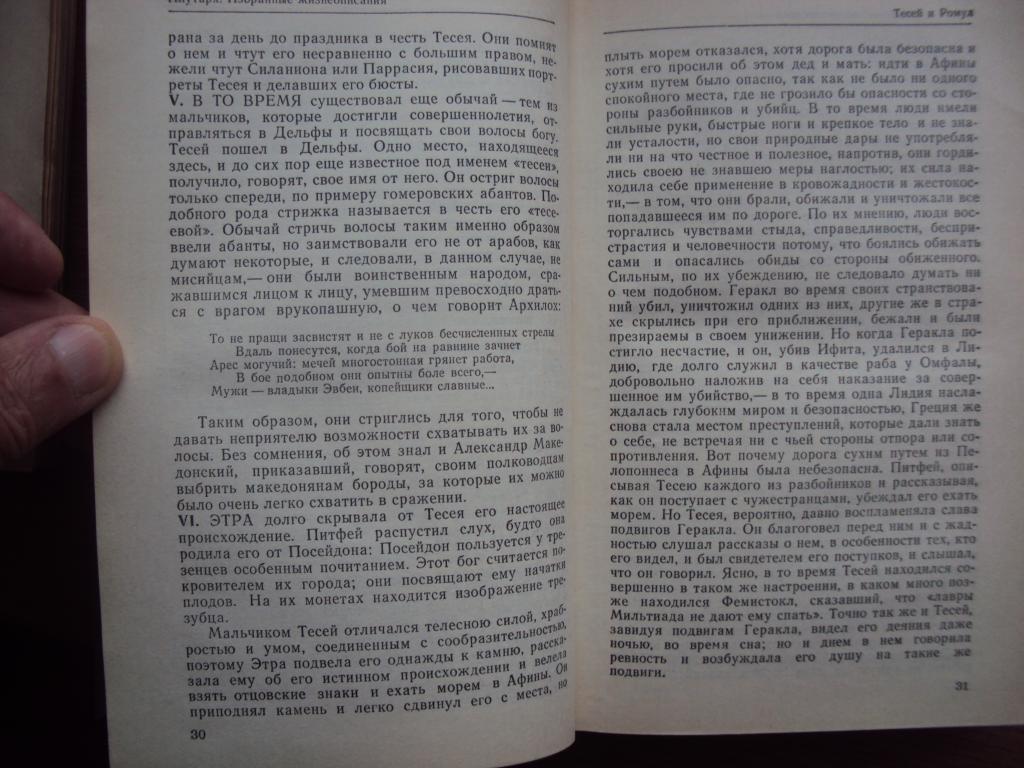 Плутарх. Избранные жизнеописания
рана за день до праздника в честь Тесея. Они помнят
о нем и чтут его несравненно с большим правом, не-
жели чтут Силаниона или Паррасия, рисовавших порт-
реты Тесея и делавших его бюсты.
V. В ТО ВРЕМЯ существовал еще обычай — тем из
мальчиков, которые достигли совершеннолетия, от-
правляться в Дельфы и посвящать свои волосы богу.
Тесей пошел в Дельфы. Одно место, находящееся
здесь, и до сих пор еще известное под именем «тесеи»,
получило, говорят, свое имя от него. Он остриг волосы
только спереди, по примеру гомеровских абантов. По-
добного рода стрижка называется в честь его «тесе-
евой». Обычай стричь волосы таким именно образом
ввели абанты, но заимствовали его не от арабов, как
думают некоторые, и следовали, в данном случае, не
мисийцам,— они были воинственным народом, сра-
жавшимся лицом к лицу, умевшим превосходно драть-
ся с врагом врукопашную, о чем говорит Архилох:
То не пращи засвистят и не с луков бесчисленных стрелы
Вдаль понесутся, когда бой на равнине зачнет
Арес могучий: мечей многостонная грянет работа,
В бое подобном они опытны боле всего,—
Мужи — владыки Эвбеи, копейщики славные...
Таким образом, они стриглись для того, чтобы не
давать неприятелю возможности схватывать их за во-
лосы. Без сомнения, об этом знал и Александр Маке-
донский, приказавший, говорят, своим полководцам
выбрить македонянам бороды, за которые их можно
было очень легко схватить в сражении.
VI. ЭТРА долго скрывала от Тесея его настоящее
происхождение. Питфей распустил слух, будто она
родила его от Посейдона: Посейдон пользуется у тре-
зенцев особенным почитанием. Этот бог считается по-
кровителем их города; они посвящают ему начатки
плодов. На их монетах находится изображение тре-
зубца.
Мальчиком Тесей отличался телесною силой, храб-
ростью и умом, соединенным с сообразительностью,
поэтому Этра подвела его однажды к камню, расска-
зала ему об его истинном происхождении и велела
взять отцовские знаки и ехать морем в Афины. Он
приподнял камень и легко сдвинул его с места, но
30
Тесей и Ромул
плыть морем отказался, хотя дорога была безопасна и
хотя его просили об этом дед и мать: идти в Афины
сухим путем было опасно, так как не было ни одного
спокойного места, где не грозило бы опасности со сто-
роны разбойников и убийц. В то время люди имели
сильные руки, быстрые ноги и крепкое тело и не зна-
ли усталости, но свои природные дары не употребля-
ли ни на что честное и полезное, напротив, они горди-
лись своею не знавшею меры наглостью; их сила на-
ходила себе применение в кровожадности и жестокос-
ти,— в том, что они брали, обижали и уничтожали все
попадавшееся им по дороге. По их мнению, люди вос-
торгались чувствами стыда, справедливости, беспри-
страстия и человечности потому, что боялись обижать
сами и опасались обиды со стороны обиженного.
Сильным, по их убеждению, не следовало думать ни
о чем подобном. Геракл во время своих странствова-
ний убил, уничтожил одних из них, другие же в стра-
хе скрылись при его приближении, бежали и были
презираемы в своем унижении. Но когда Геракла по-
стигло несчастие, и он, убив Ифита, удалился в Ли-
дию, где долго служил в качестве раба у Омфалы,
добровольно наложив на себя наказание за совер-
шенное им убийство,— в то время одна Лидия насла-
ждалась глубоким миром и безопасностью, Греция же
снова стала местом преступлений, которые дали знать
о себе, не встречая ни с чьей стороны отпора или со-
противления. Вот почему дорога сухим путем из Пе-
лопоннеса в Афины была небезопасна. Питфей, опи-
сывая Тесею каждого из разбойников и рассказывая,
как он поступает с чужестранцами, убеждал его ехать
морем. Но Тесея, вероятно, давно воспламеняла слава
подвигов Геракла. Он благоговел перед ним и с жад-
ностью слушал рассказы о нем, в особенности тех, кто
его видел, и был свидетелем его поступков, и слышал,
что он говорил. Ясно, в то время Тесей находился со-
вершенно в таком же настроении, в каком много поз-
же находился Фемистокл, сказавший, что «лавры
Мильтиада не дают ему спать». Точно так же и Тесей,
завидуя подвигам Геракла, видел его деяния даже
ночью, во время сна; но и днем в нем говорила
ревность и возбуждала его душу на такие же
подвиги.
31